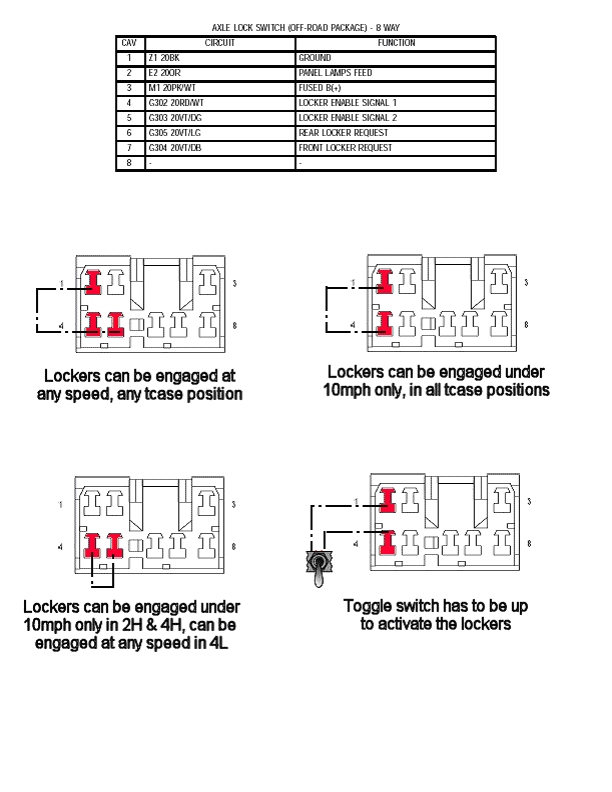 AXLE LOCK SWITCH (OFF-ROAD PACKAGE) - 8 WAY
CAV CIRCUIT FUNCTION
1 Z1 20BK GROUND
2 E2 20OR PANEL LAMPS FEED
3 M1 20PK/WT FUSED B(+)
4 G302 20RD/WT LOCKER ENABLE SIGNAL 1
5 G303 20VT/DG LOCKER ENABLE SIGNAL 2
6 G305 20VT/LG REAR LOCKER REQUEST
7 G304 20VT/DB FRONT LOCKER REQUEST
8 - -
1 3
4 8
Lockers can be engaged at
any speed, any tcase position
1 3
4 8
Lockers can be engaged under
10mph only, in all tcase positions
1 3
4 8
Lockers can be engaged under
10mph only in 2H & 4H, can be
engaged at any speed in 4L
1 3
4 8
Toggle switch has to be up
to activate the lockers